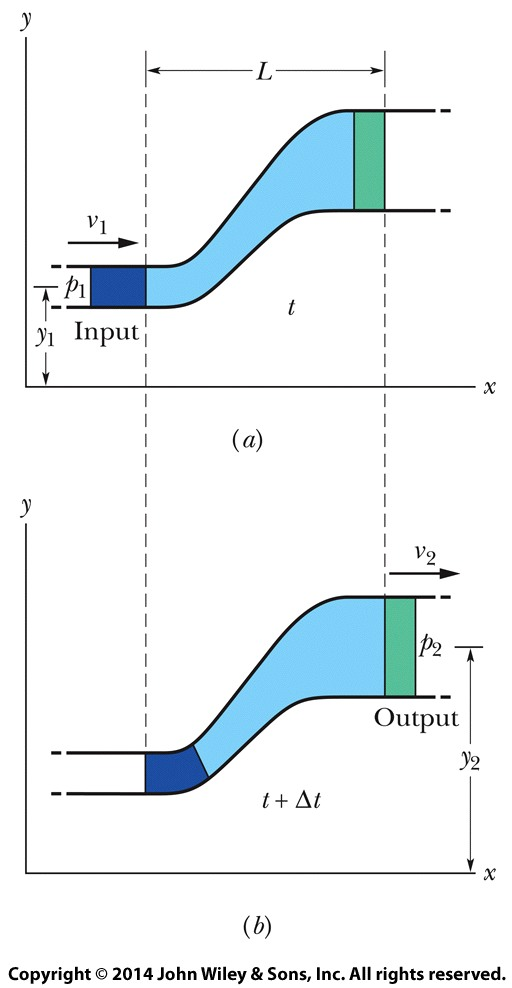 y
L
v₁
p₁
y₁
Input
t
x
(a)
y
v₂
p₂
Output
y₂
t + Δt
x
(b)
Copyright © 2014 John Wiley & Sons, Inc. All rights reserved.